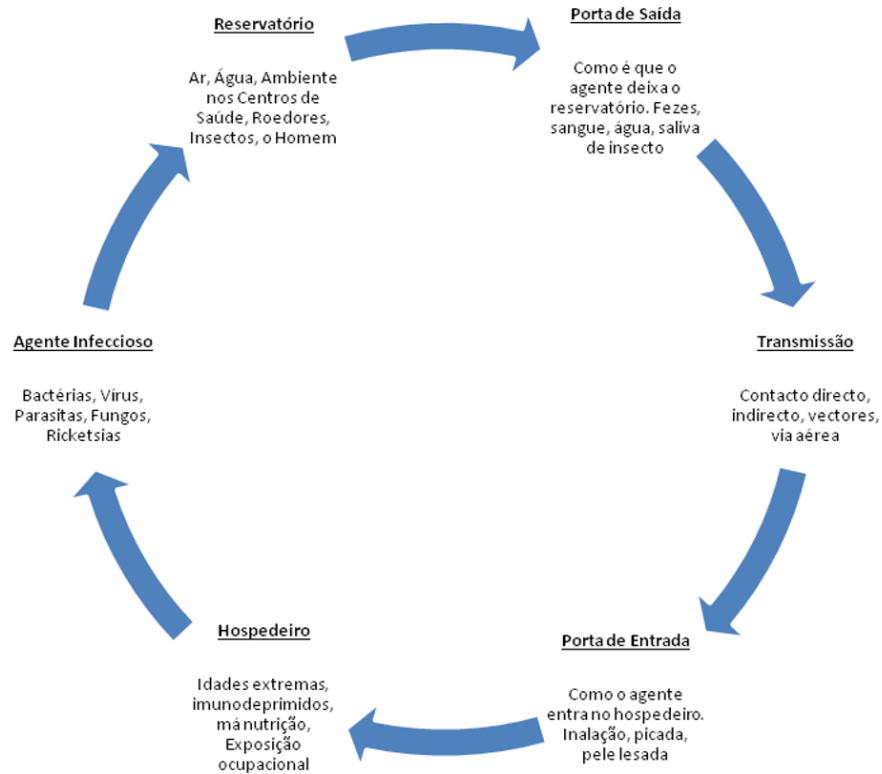 Reservatório
Ar, Água, Ambiente
nos Centros de
Saúde, Roedores,
Insectos, o Homem
Porta de Saída
Como é que o
agente deixa o
reservatório. Fezes,
sangue, água, saliva
de insecto
Transmissão
Contacto directo,
indirecto, vectores,
via aérea
Porta de Entrada
Como o agente
entra no hospedeiro.
Inalação, picada,
pele lesada
Hospedeiro
Idades extremas,
imunodeprimidos,
má nutrição,
Exposição
ocupacional
Agente Infeccioso
Bactérias, Vírus,
Parasitas, Fungos,
Ricketsias